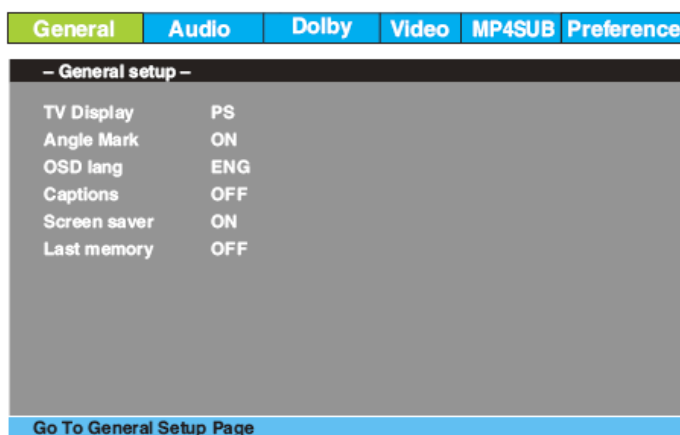 General Audio Dolby Video MP4SUB Preference
– General setup –
TV Display PS
Angle Mark ON
OSD lang ENG
Captions OFF
Screen saver ON
Last memory OFF
Go To General Setup Page